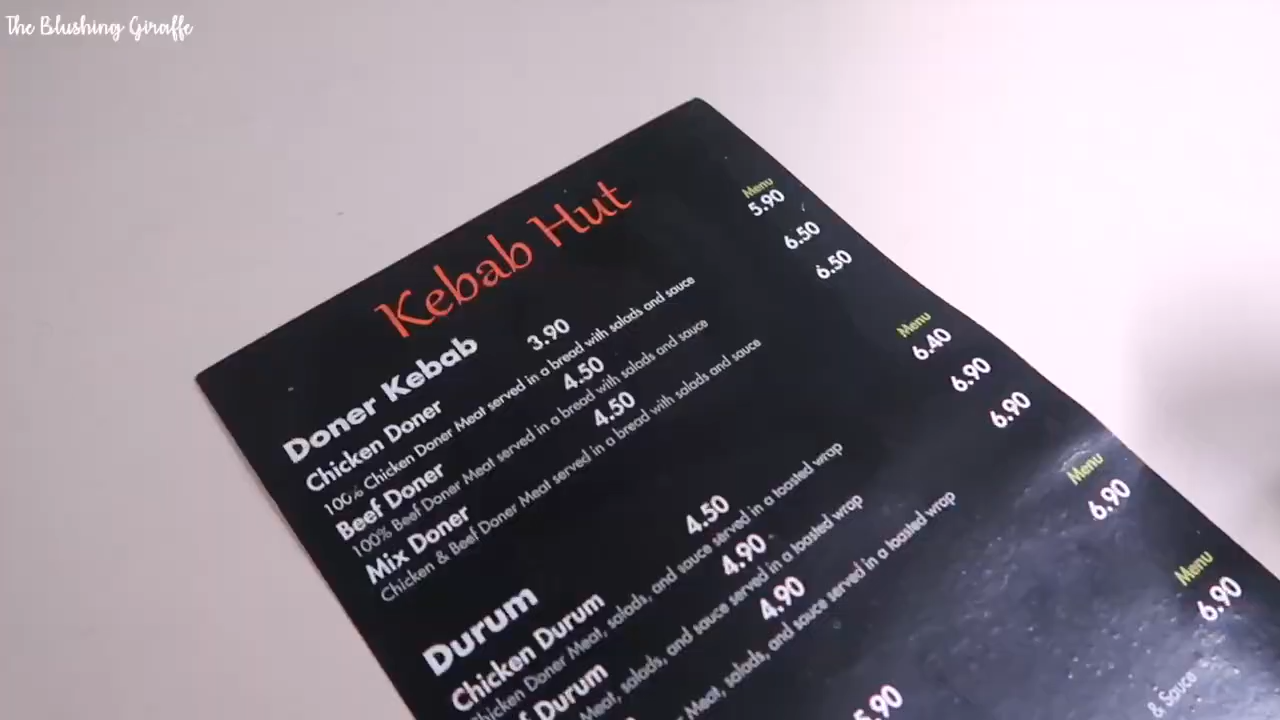 The Blushing Giraffe
Kebab Hut
Menu
Doner Kebab
Chicken Doner 3.90 5.90
100% Chicken Doner Meat served in a bread with salads and sauce
Beef Doner 4.50 6.50
100% Beef Doner Meat served in a bread with salads and sauce
Mix Doner 4.50 6.50
Chicken & Beef Doner Meat served in a bread with salads and sauce
Durum Menu
Chicken Durum 4.50 6.40
Chicken Doner Meat, salads, and sauce served in a toasted wrap
Durum 4.90 6.90
Meat, salads, and sauce served in a toasted wrap
4.90 6.90
Meat, salads, and sauce served in a toasted wrap
Menu
5.90 6.90
Menu
6.90
& Sauce